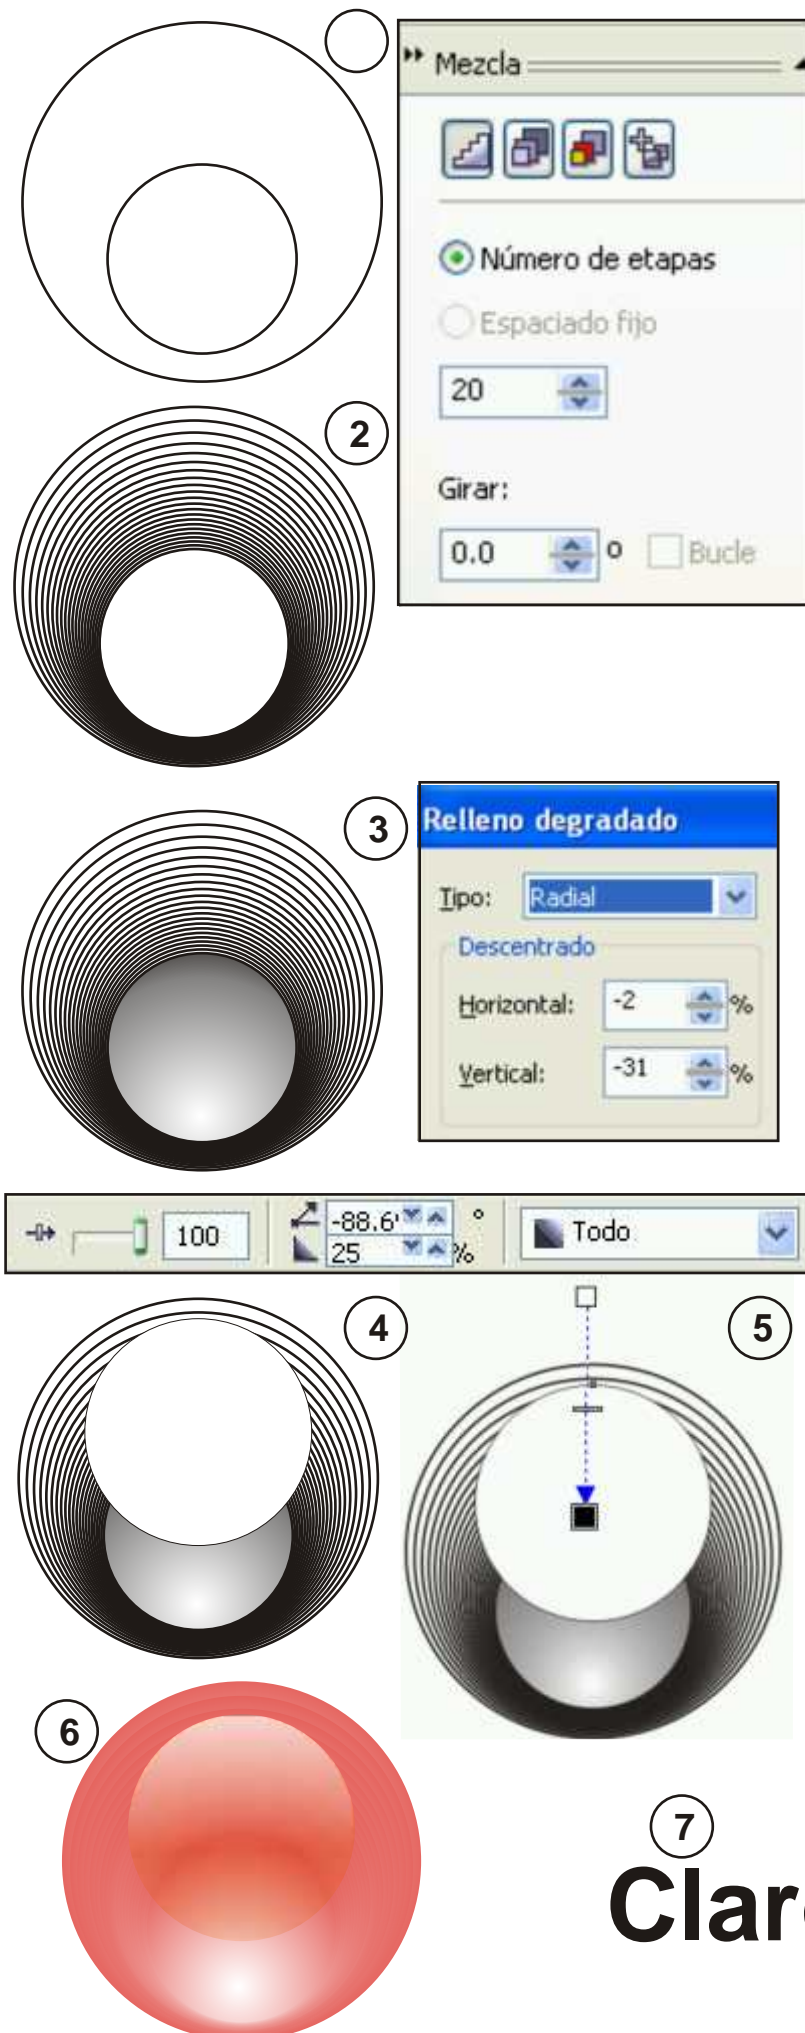 Mezcla
Número de etapas
Espaciado fijo
20
Girar:
0.0 º Bucle
2
3
Relleno degradado
Tipo: Radial
Descentrado
Horizontal: -2 %
Vertical: -31 %
100 -88.6' º
25 %
Todo
4
5
6
7
Clar